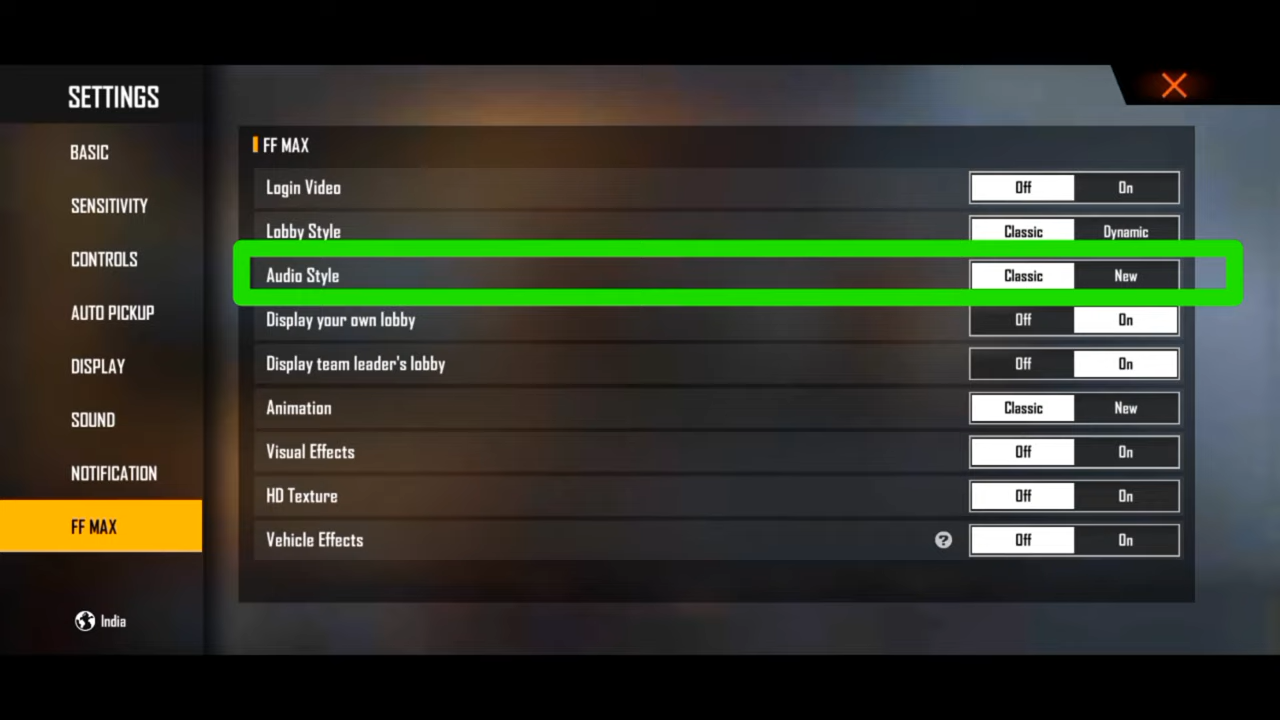 SETTINGS
BASIC
SENSITIVITY
CONTROLS
AUTO PICKUP
DISPLAY
SOUND
NOTIFICATION
FF MAX
India
FF MAX
Login Video Off On
Lobby Style Classic Dynamic
Audio Style Classic New
Display your own lobby Off On
Display team leader's lobby Off On
Animation Classic New
Visual Effects Off On
HD Texture Off On
Vehicle Effects ? Off On